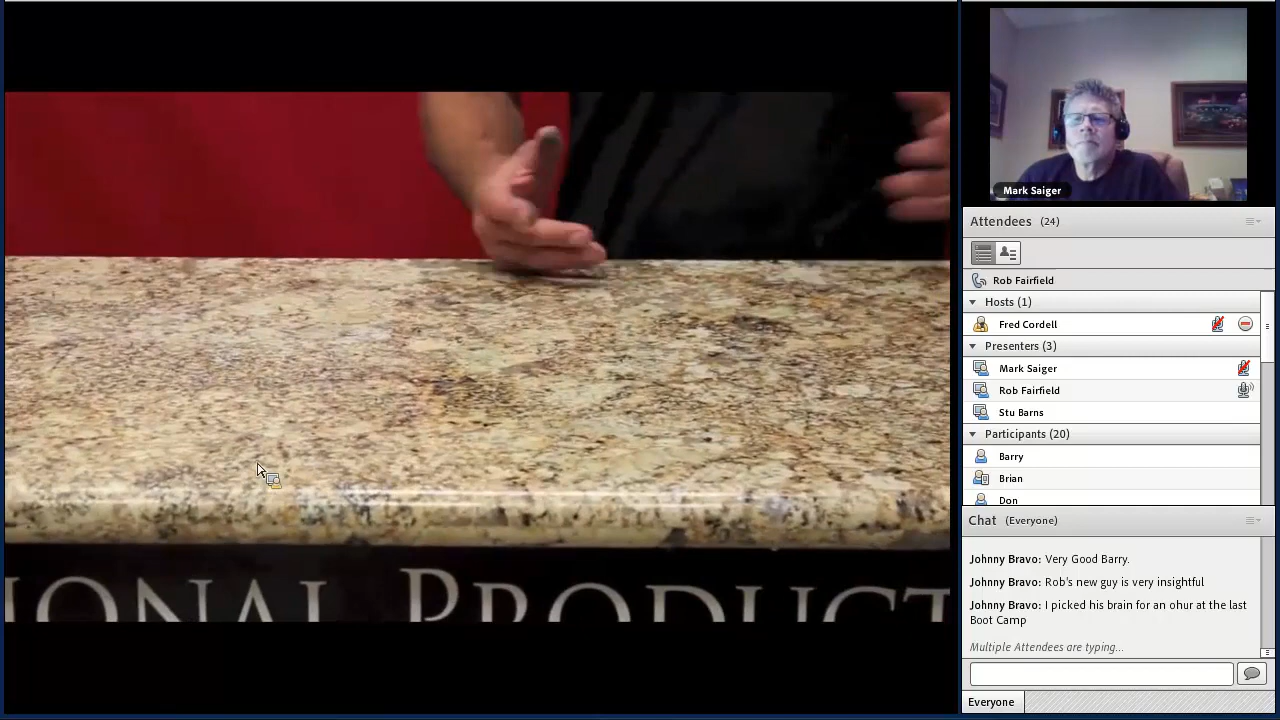 IONAL PRODUCT
Mark Saiger
Attendees (24)
Rob Fairfield
Hosts (1)
Fred Cordell
Presenters (3)
Mark Saiger
Rob Fairfield
Stu Barns
Participants (20)
Barry
Brian
Don
Chat (Everyone)
Johnny Bravo: Very Good Barry.
Johnny Bravo: Rob's new guy is very insightful
Johnny Bravo: I picked his brain for an ohur at the last
Boot Camp
Multiple Attendees are typing...
Everyone